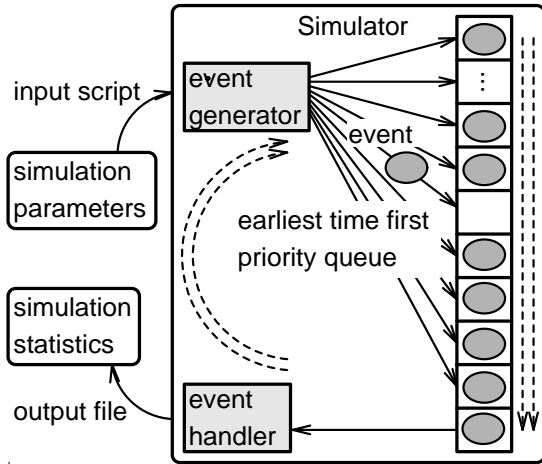 Simulator
event
generator
input script
simulation
parameters
⋮
event
earliest time first
priority queue
simulation
statistics
output file
event
handler